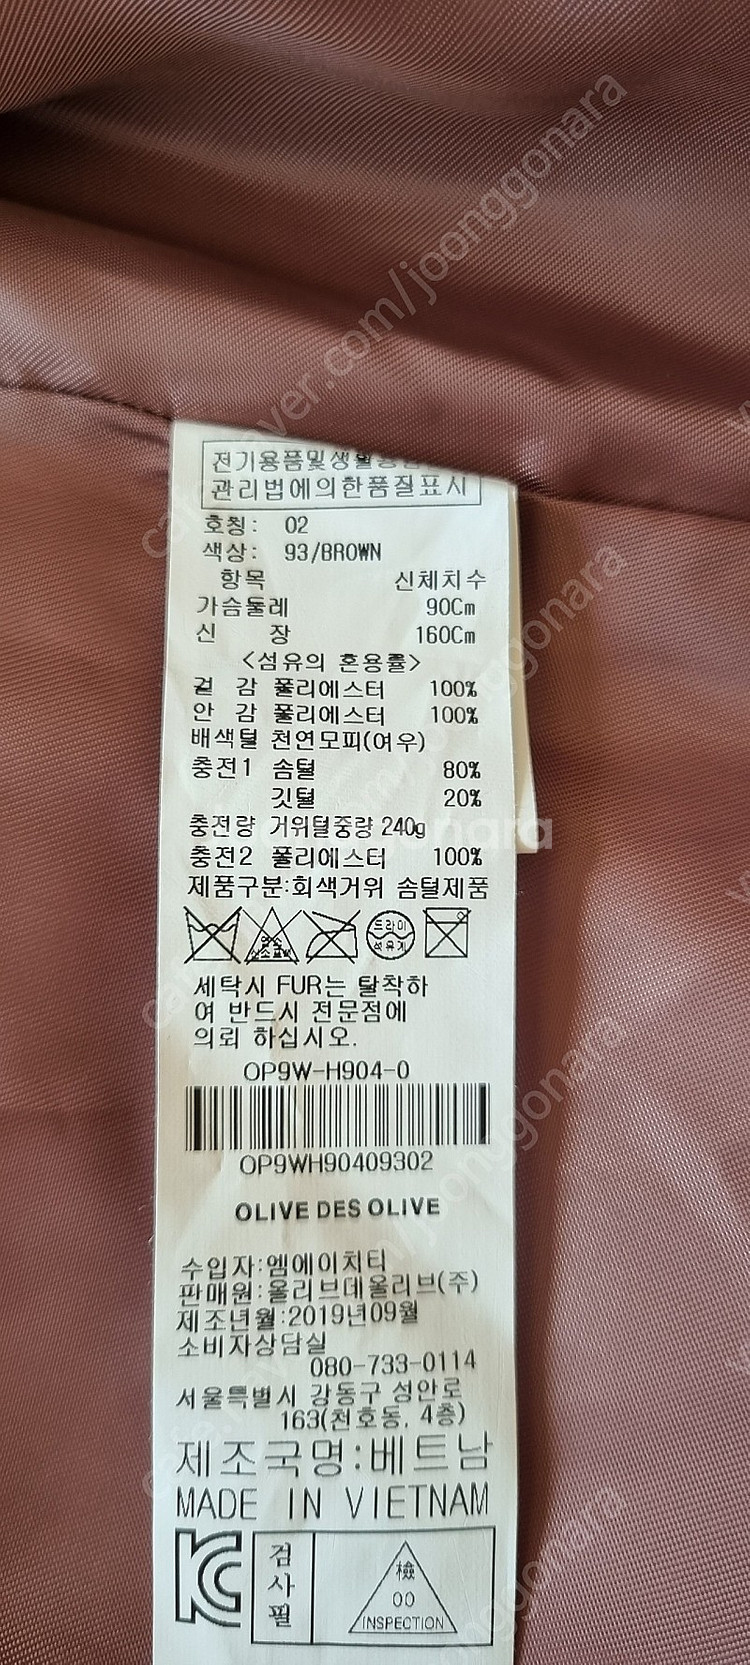 전기용품및생활용
관리법에의한품질표시
호칭: 02
색상: 93/BROWN
항목 신체치수
가슴둘레 90Cm
신 장 160Cm
<섬유의 혼용률>
겉 감 폴리에스터 100%
안 감 폴리에스터 100%
배색털 천연모피(여우)
충전1 솜털 80%
깃털 20%
충전량 거위털중량 240g
충전2 폴리에스터 100%
제품구분:회색거위 솜털제품
드라이
석유계
세탁시 FUR는 탈착하
여 반드시 전문점에
의뢰 하십시오.
OP9W-H904-0
OP9WH90409302
OLIVE DES OLIVE
수입자:엠에이치티
판매원:올리브데올리브(주)
제조년월:2019년09월
소비자상담실
080-733-0114
서울특별시 강동구 성안로
163(천호동, 4층)
제조국명:베트남
MADE IN VIETNAM
KC
검사필
檢
00
INSPECTION
joonggonara